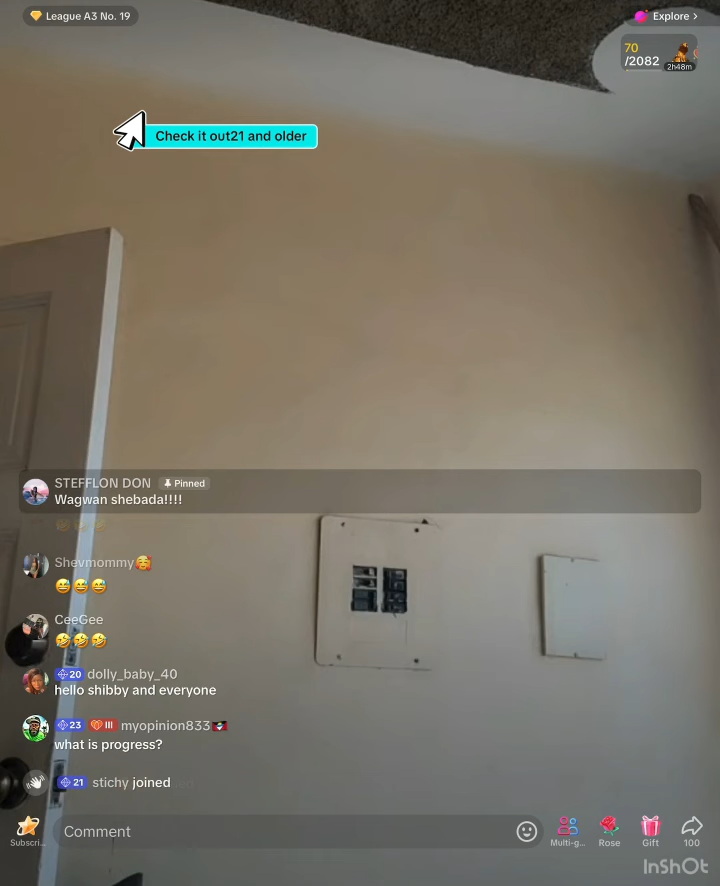 League A3 No. 19
Explore >
70
/2082
2h48m
Check it out21 and older
STEFFLON DON Pinned
Wagwan shebada!!!!
Shevmommy🥰
😅😅😅
CeeGee
🤣🤣🤣
20 dolly_baby_40
hello shibby and everyone
23 III myopinion833🇦🇬
what is progress?
21 stichy joined
Subscri...
Comment
Multi-g...
Rose
Gift
100
InShOt